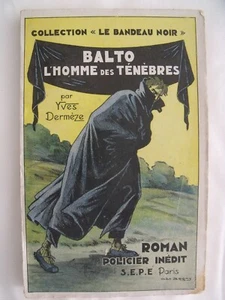 COLLECTION « LE BANDEAU NOIR »
BALTO
L'HOMME DES TÉNÈBRES
par
Yves
Dermèze
ROMAN
POLICIER INÉDIT
S.E.P.E Paris